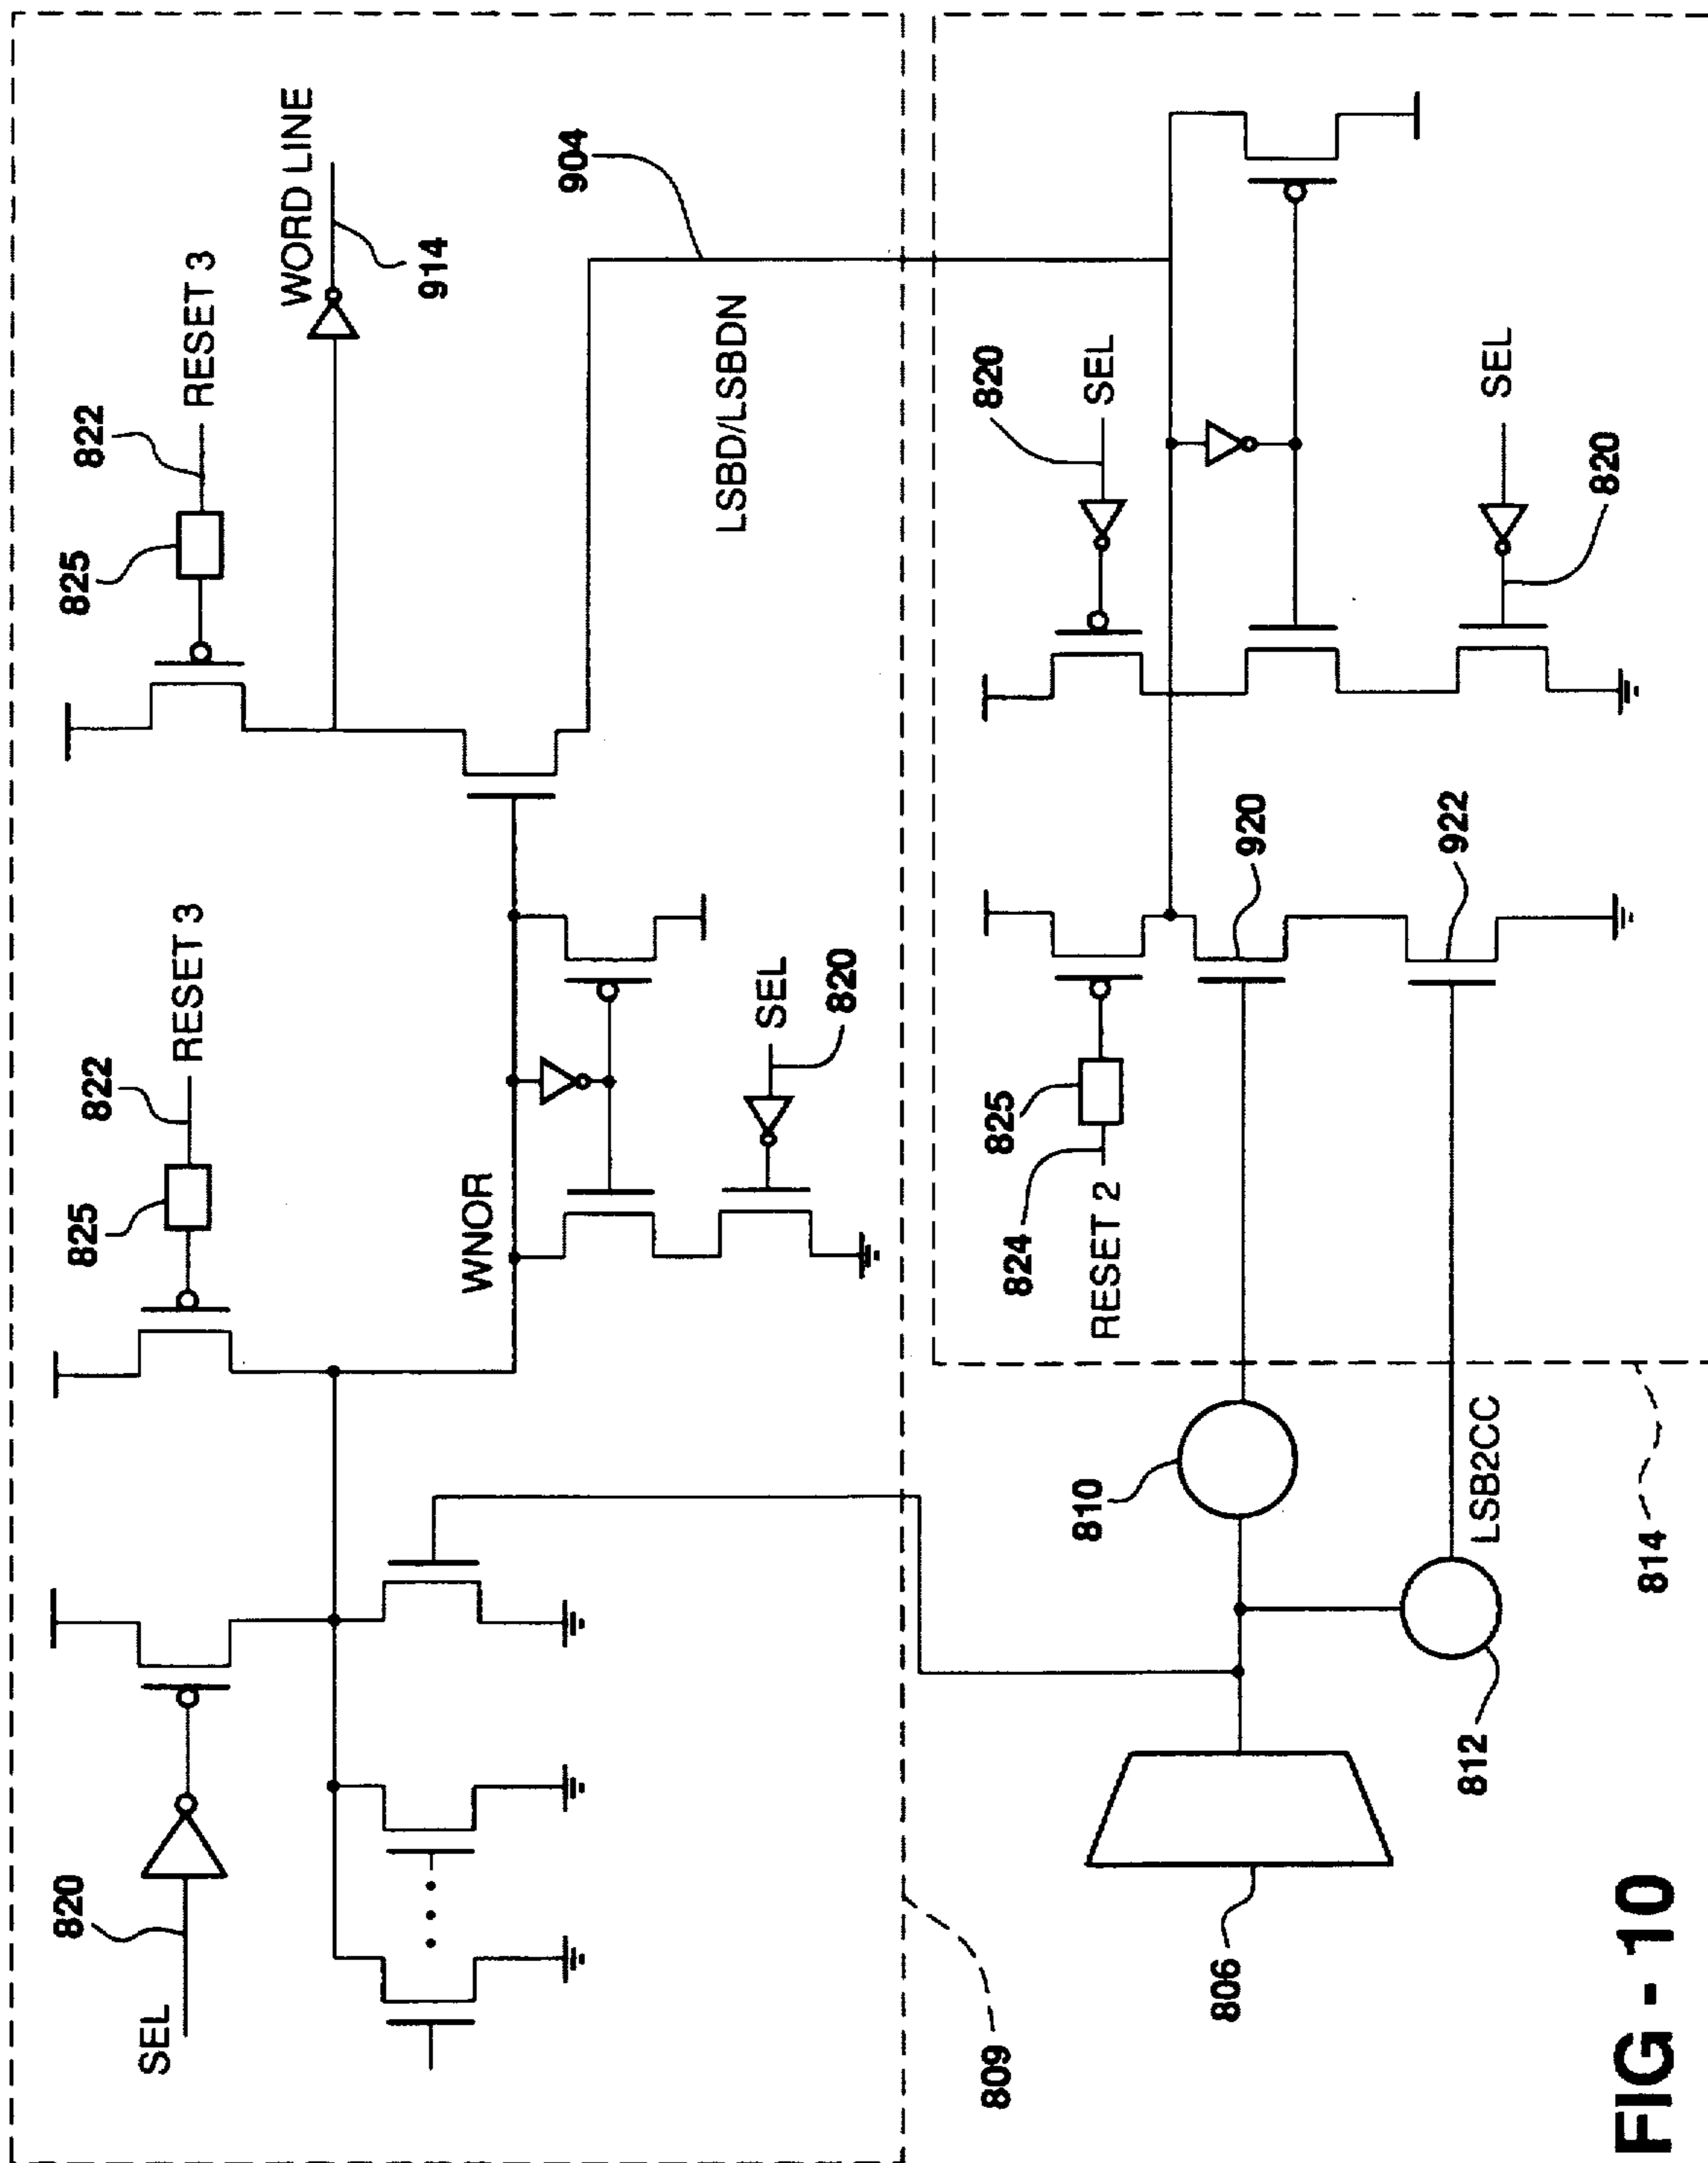 820
825
822
825
822
SEL
RESET 3
RESET 3
WORD LINE
914
WNOR
904
LSBD/LSBDN
SEL
820
809
825
820
824
810
RESET 2
SEL
806
920
812
LSB2CC
922
SEL
820
814
FIG - 10